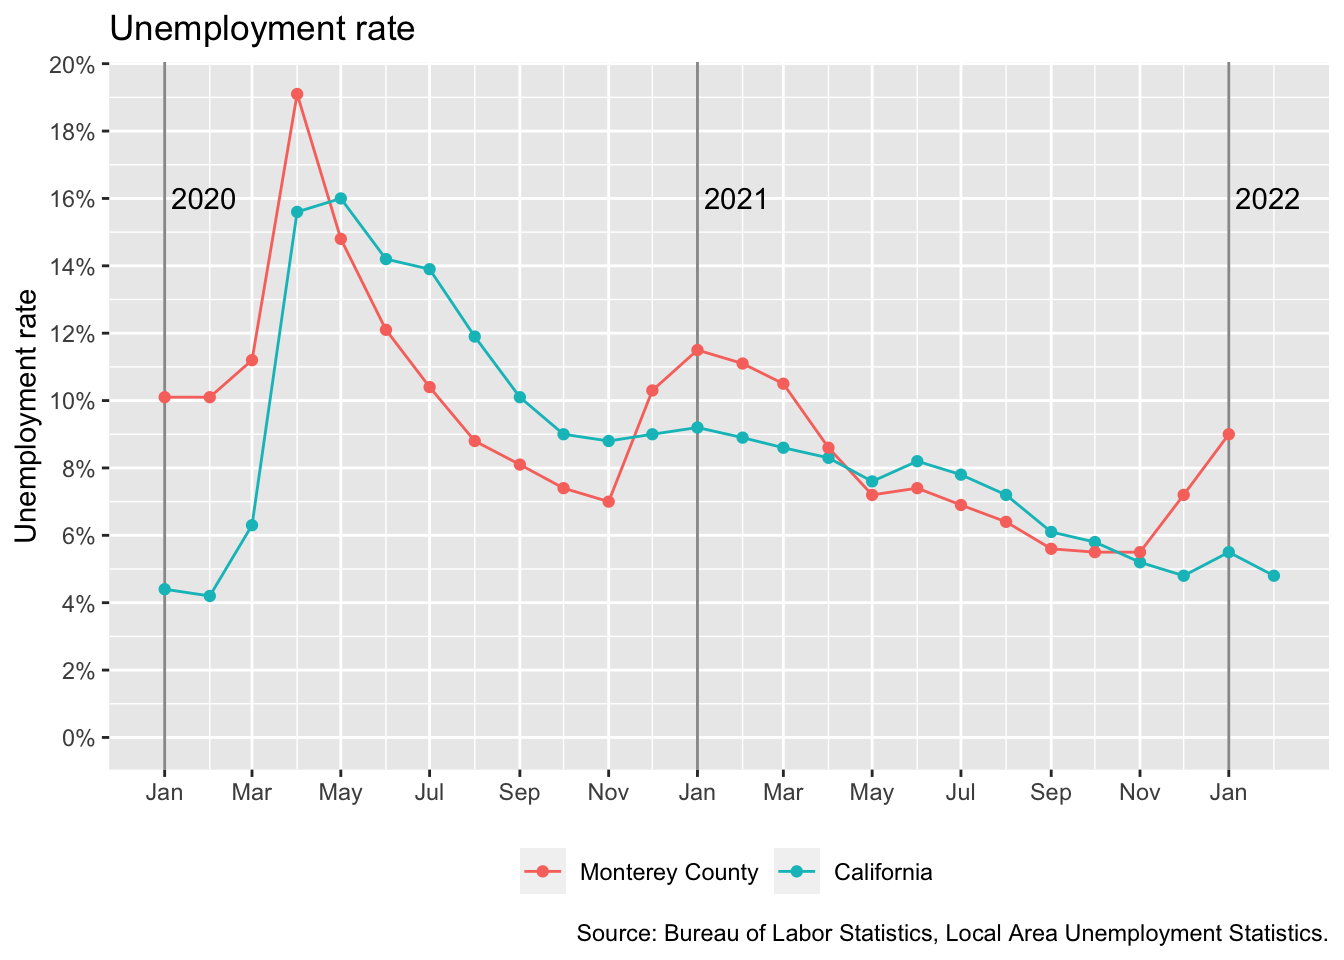 Unemployment rate
20%
18%
16%
14%
12%
10%
8%
6%
4%
2%
0%
Unemployment rate
2020 2021 2022
Jan Mar May Jul Sep Nov Jan Mar May Jul Sep Nov Jan
Monterey County California
Source: Bureau of Labor Statistics, Local Area Unemployment Statistics.